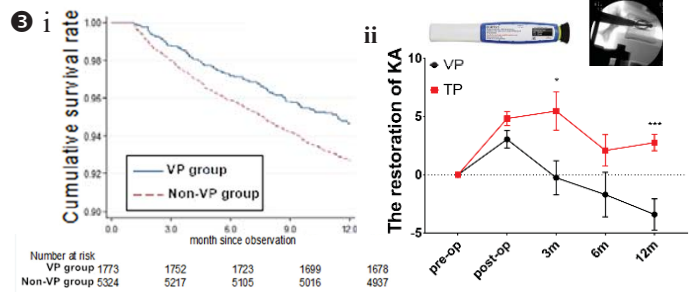 ❸ i
Cumulative survival rate
1.00
0.98
0.96
0.94
0.92
0.90
VP group
Non-VP group
0.0 3.0 6.0 9.0 12.0
month since observation
Number at risk
VP group 1773 1752 1723 1699 1678
Non-VP group 5324 5217 5105 5016 4937
ii
The restoration of KA
10
5
0
-5
VP
TP
*
***
pre-op post-op 3m 6m 12m